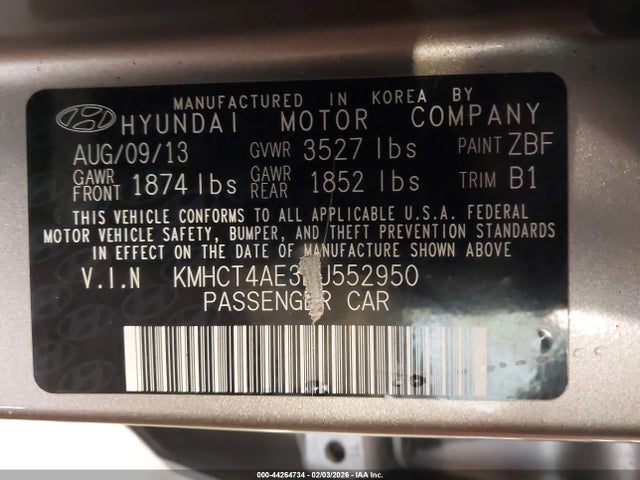 MANUFACTURED IN KOREA BY
HYUNDAI MOTOR COMPANY
AUG/09/13 GVWR 3527 lbs PAINT ZBF
GAWR FRONT 1874 lbs GAWR REAR 1852 lbs TRIM B1
THIS VEHICLE CONFORMS TO ALL APPLICABLE U.S.A. FEDERAL
MOTOR VEHICLE SAFETY, BUMPER, AND THEFT PREVENTION STANDARDS
IN EFFECT ON THE DATE OF MANUFACTURE SHOWN ABOVE
V.I.N
PASSENGER CAR
000-44264734 - 02/03/2026 - IAA Inc.